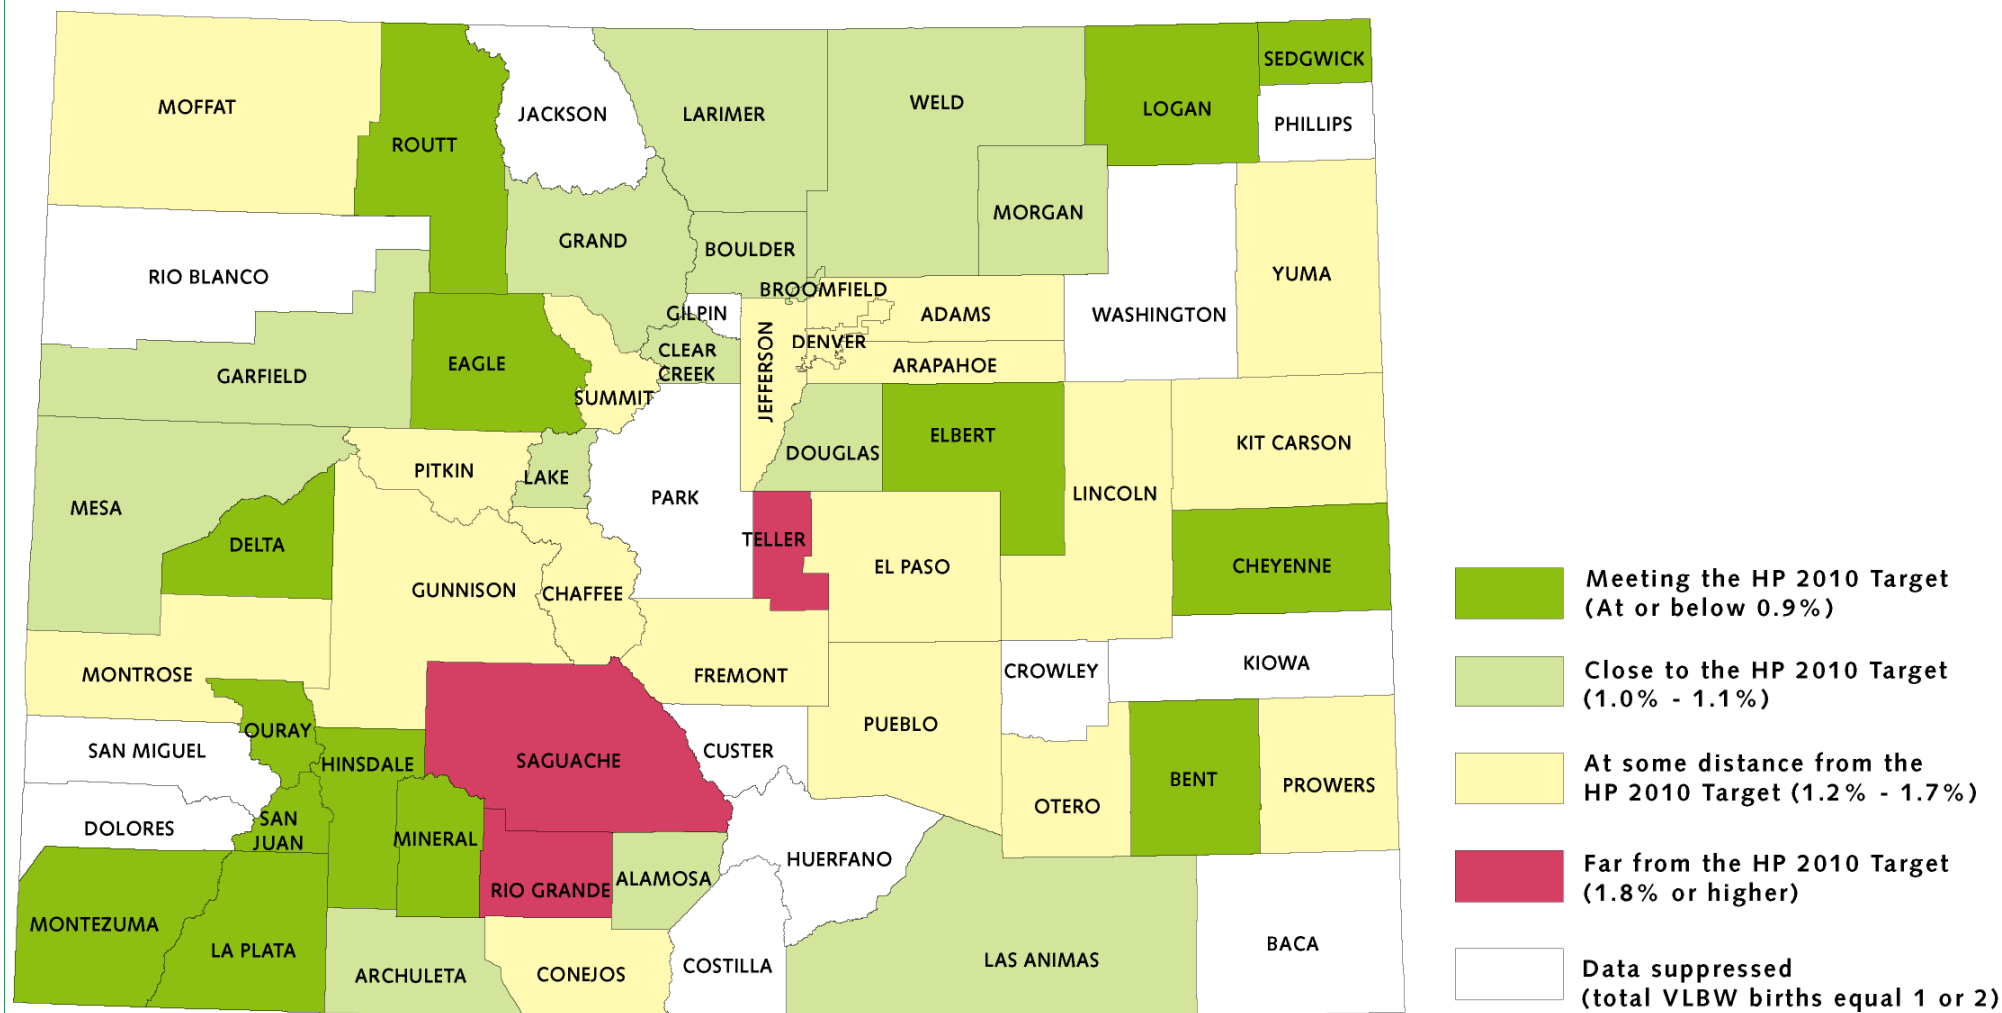 SEDGWICK
MOFFAT
JACKSON
LARIMER
WELD
LOGAN
PHILLIPS
ROUTT
MORGAN
GRAND
BOULDER
RIO BLANCO
YUMA
BROOMFIELD
GILPIN
ADAMS
WASHINGTON
DENVER
CLEAR
CREEK
JEFFERSON
ARAPAHOE
EAGLE
GARFIELD
SUMMIT
ELBERT
KIT CARSON
DOUGLAS
PITKIN
LAKE
PARK
LINCOLN
MESA
TELLER
DELTA
EL PASO
CHEYENNE
GUNNISON
CHAFFEE
MONTROSE
FREMONT
CROWLEY
KIOWA
OURAY
PUEBLO
SAN MIGUEL
HINSDALE
SAGUACHE
CUSTER
BENT
PROWERS
OTERO
SAN
JUAN
DOLORES
MINERAL
HUERFANO
RIO GRANDE
ALAMOSA
MONTEZUMA
LA PLATA
BACA
ARCHULETA
CONEJOS
COSTILLA
LAS ANIMAS
Meeting the HP 2010 Target
(At or below 0.9%)
Close to the HP 2010 Target
(1.0% - 1.1%)
At some distance from the
HP 2010 Target (1.2% - 1.7%)
Far from the HP 2010 Target
(1.8% or higher)
Data suppressed
(total VLBW births equal 1 or 2)